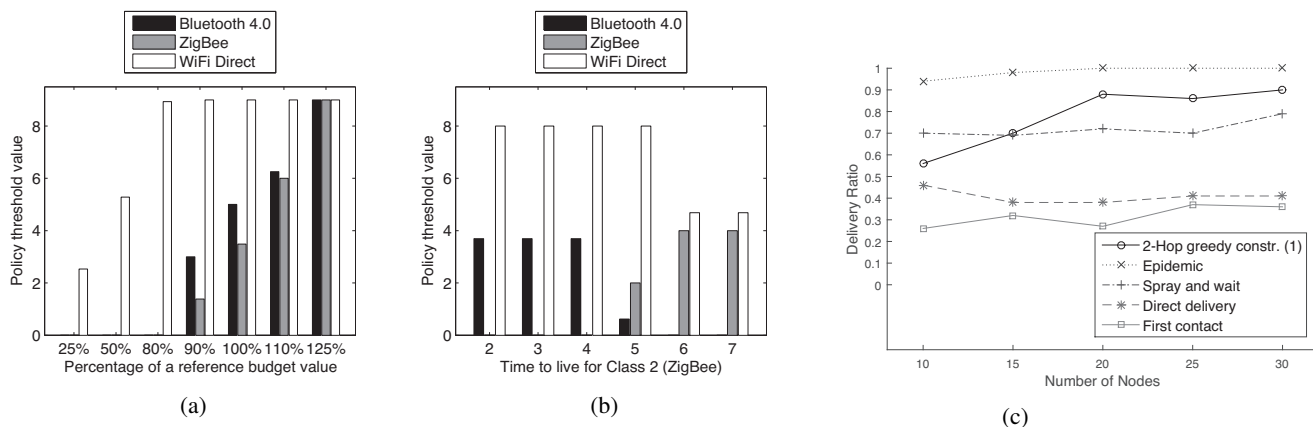 Bluetooth 4.0
ZigBee
WiFi Direct
Policy threshold value
8
6
4
2
0
25% 50% 80% 90% 100% 110% 125%
Percentage of a reference budget value
(a)
Bluetooth 4.0
ZigBee
WiFi Direct
Policy threshold value
8
6
4
2
0
2 3 4 5 6 7
Time to live for Class 2 (ZigBee)
(b)
Delivery Ratio
1
0.9
0.8
0.7
0.6
0.5
0.4
0.3
0.2
0.1
0
2-Hop greedy constr. (1)
Epidemic
Spray and wait
Direct delivery
First contact
10 15 20 25 30
Number of Nodes
(c)